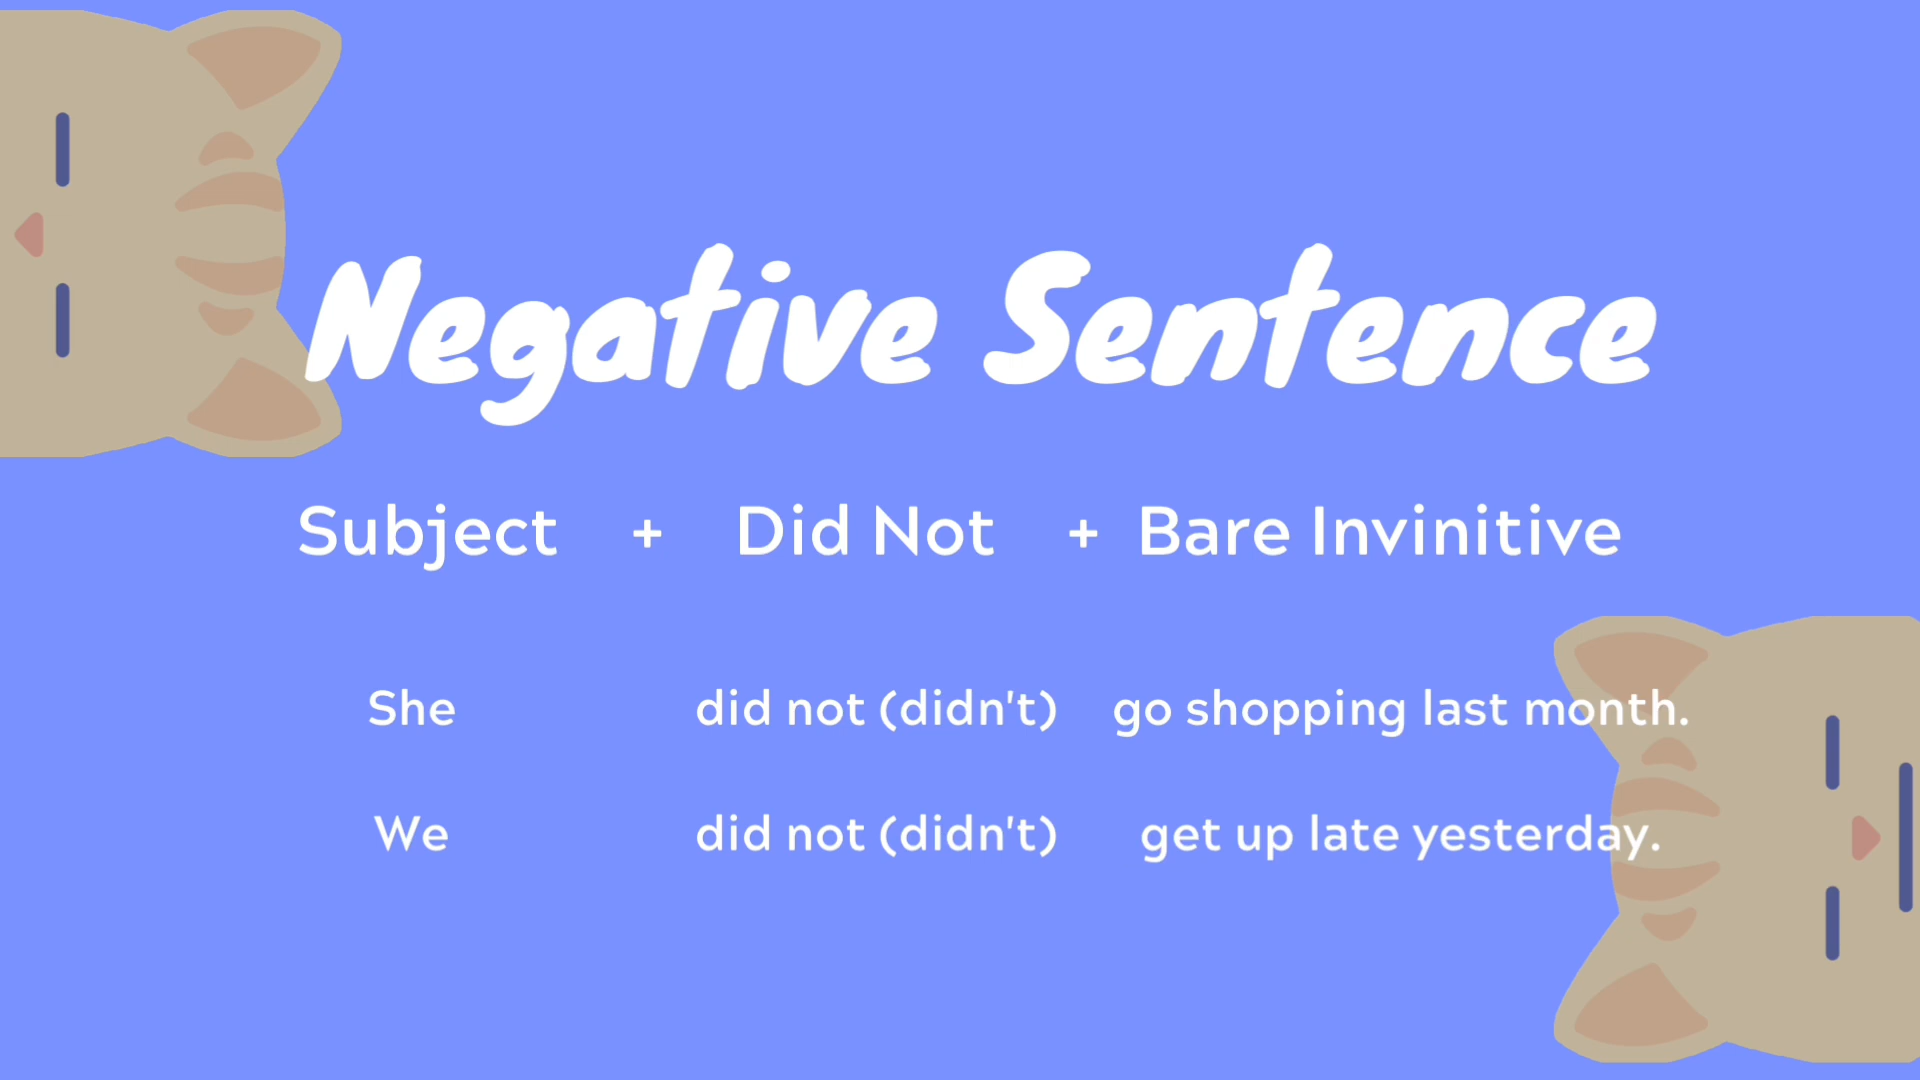 Negative Sentence
Subject + Did Not + Bare Invinitive
She did not (didn't) go shopping last month.
We did not (didn't) get up late yesterday.